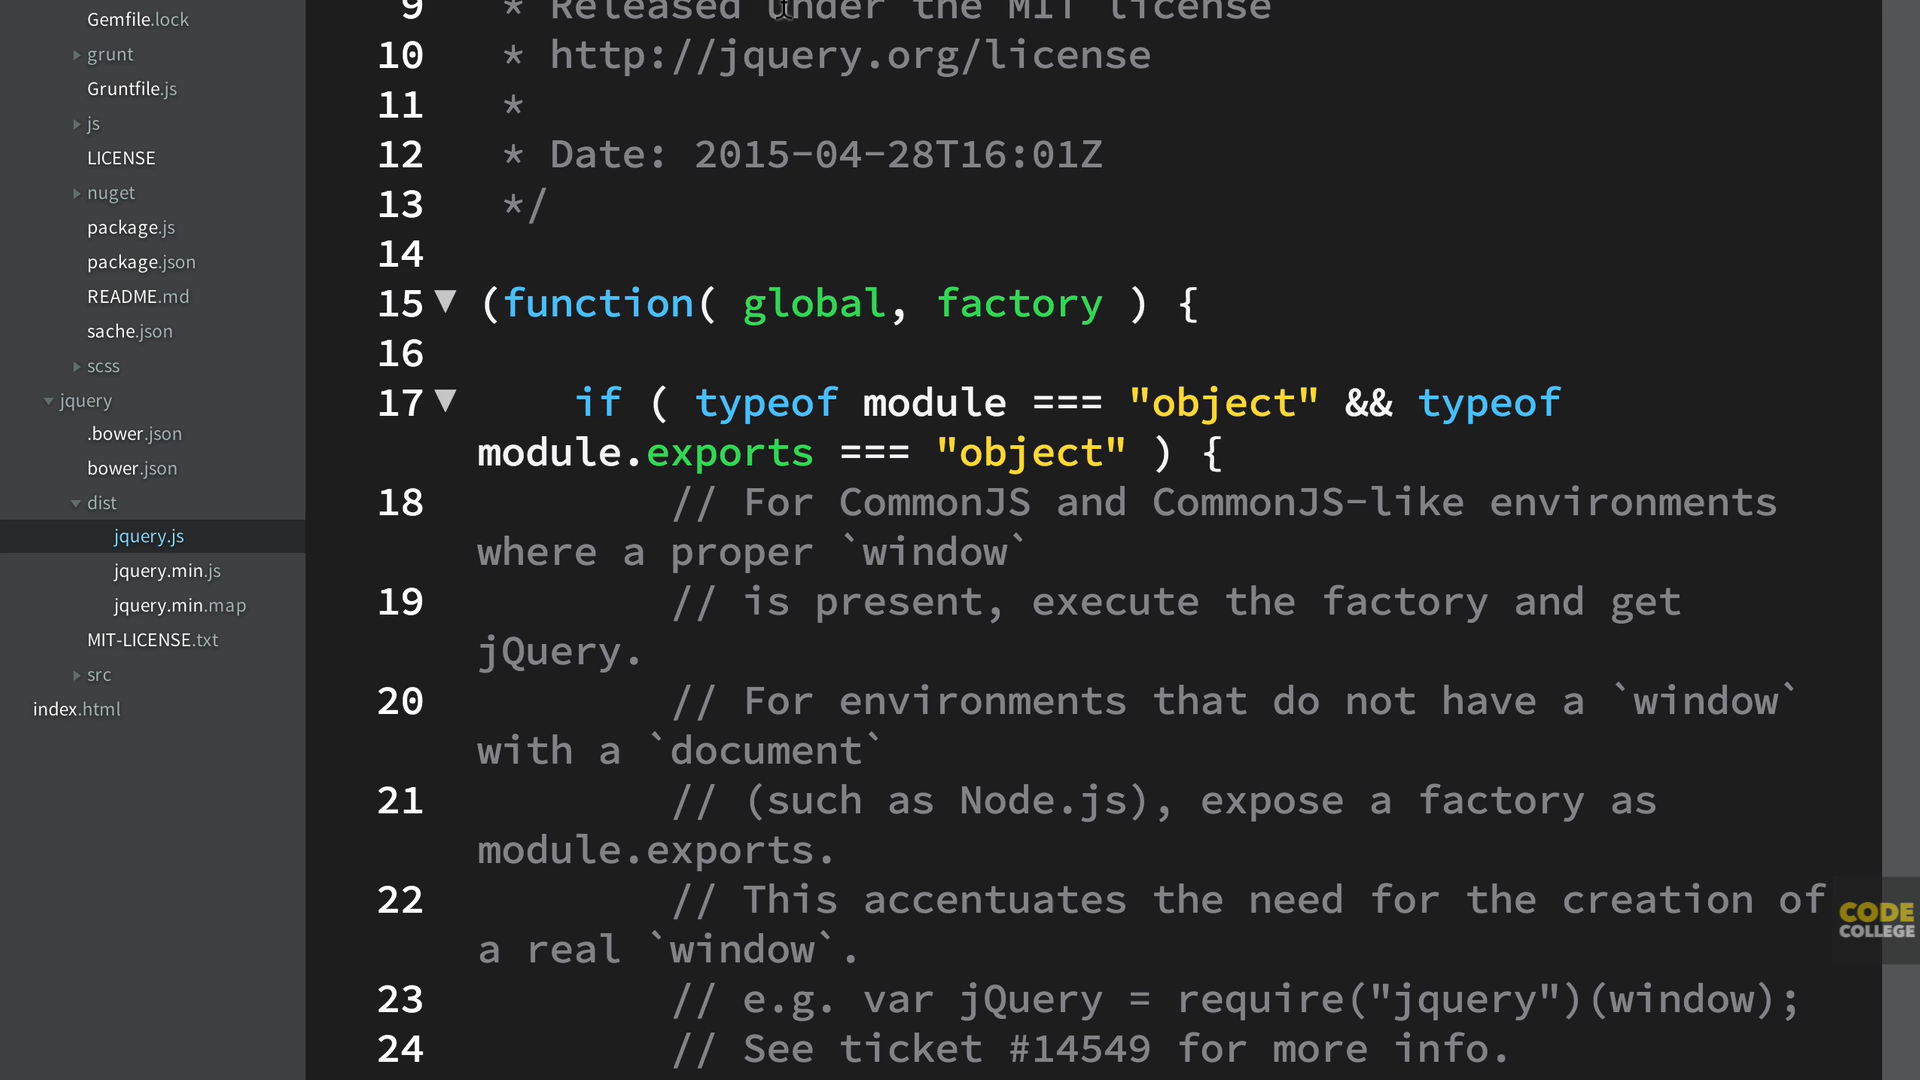 Gemfile.lock
grunt
Gruntfile.js
js
LICENSE
nuget
package.js
package.json
README.md
sache.json
scss
jquery
.bower.json
bower.json
dist
jquery.js
jquery.min.js
jquery.min.map
MIT-LICENSE.txt
src
index.html
9 * Released under the MIT license
10 * http://jquery.org/license
11 *
12 * Date: 2015-04-28T16:01Z
13 */
14
15 (function( global, factory ) {
16
17 if ( typeof module === "object" && typeof
module.exports === "object" ) {
18 // For CommonJS and CommonJS-like environments
where a proper `window`
19 // is present, execute the factory and get
jQuery.
20 // For environments that do not have a `window`
with a `document`
21 // (such as Node.js), expose a factory as
module.exports.
22 // This accentuates the need for the creation of
a real `window`.
23 // e.g. var jQuery = require("jquery")(window);
24 // See ticket #14549 for more info.
CODE
COLLEGE